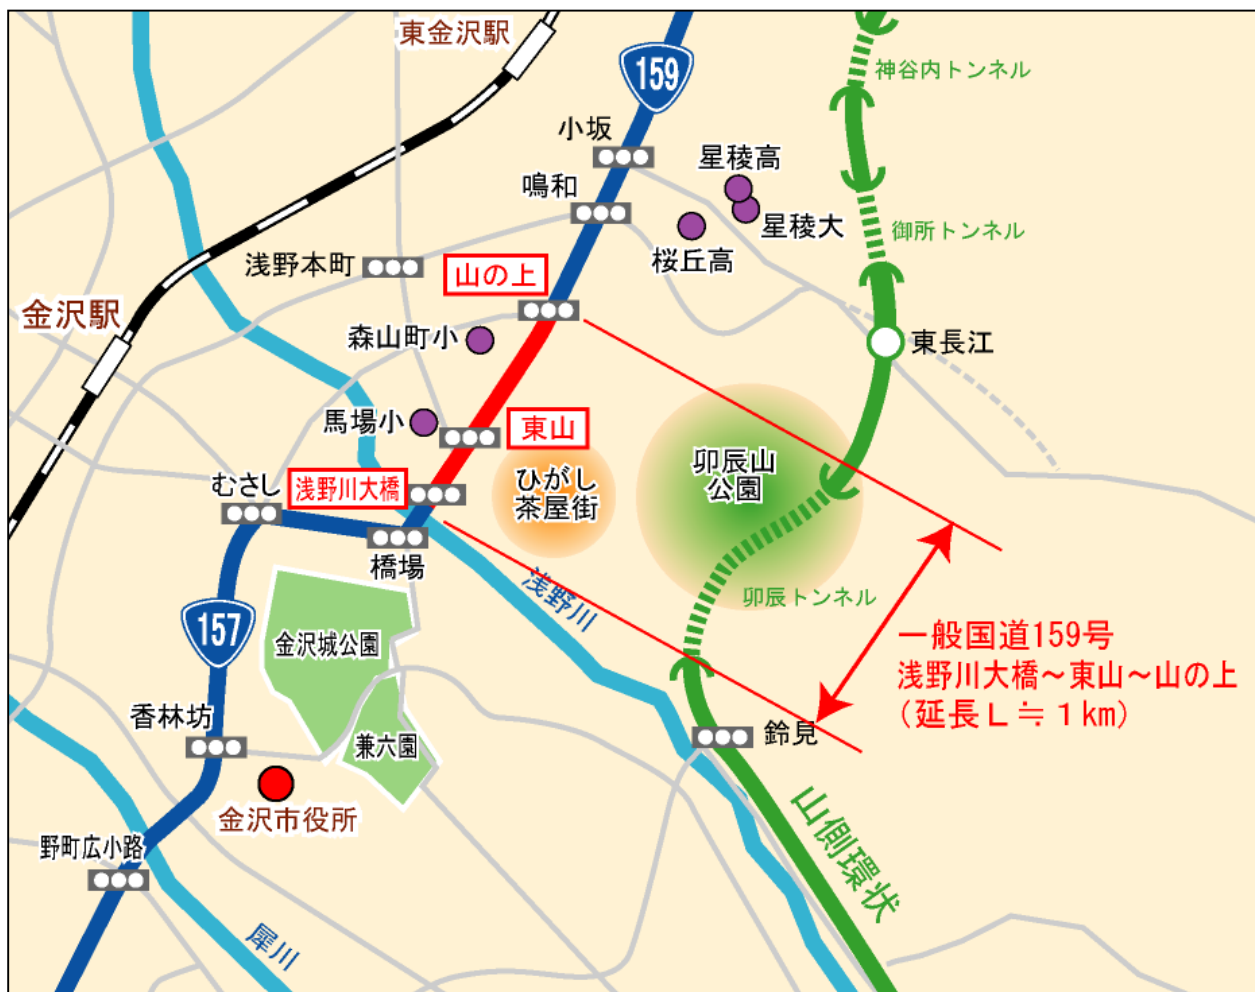 東金沢駅
159
神谷内トンネル
小坂
星稜高
鳴和
星稜大
御所トンネル
桜丘高
浅野本町
山の上
金沢駅
森山町小
東長江
馬場小
東山
卯辰山
公園
ひがし
茶屋街
むさし
浅野川大橋
橋場
浅野川
卯辰トンネル
157
金沢城公園
一般国道159号
浅野川大橋～東山～山の上
（延長Ｌ≒１km）
香林坊
兼六園
鈴見
金沢市役所
山側環状
野町広小路
犀川